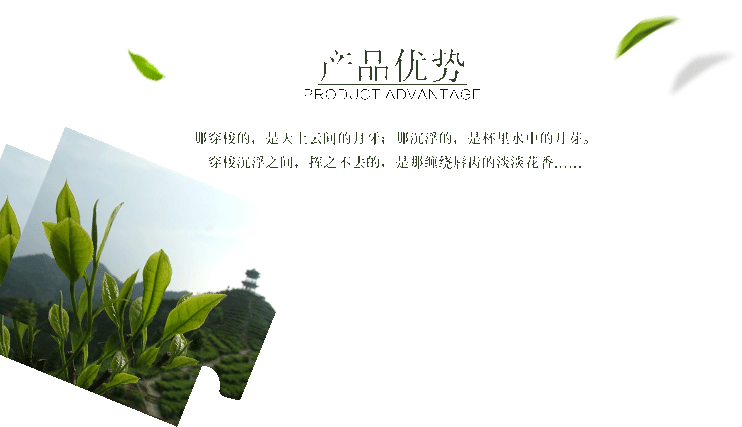 产品优势
PRODUCT ADVANTAGE
那穿梭的，是天上云间的月牙；那沉浮的，是杯里水中的月芽。
穿梭沉浮之间，挥之不去的，是那缠绕唇齿的淡淡花香……